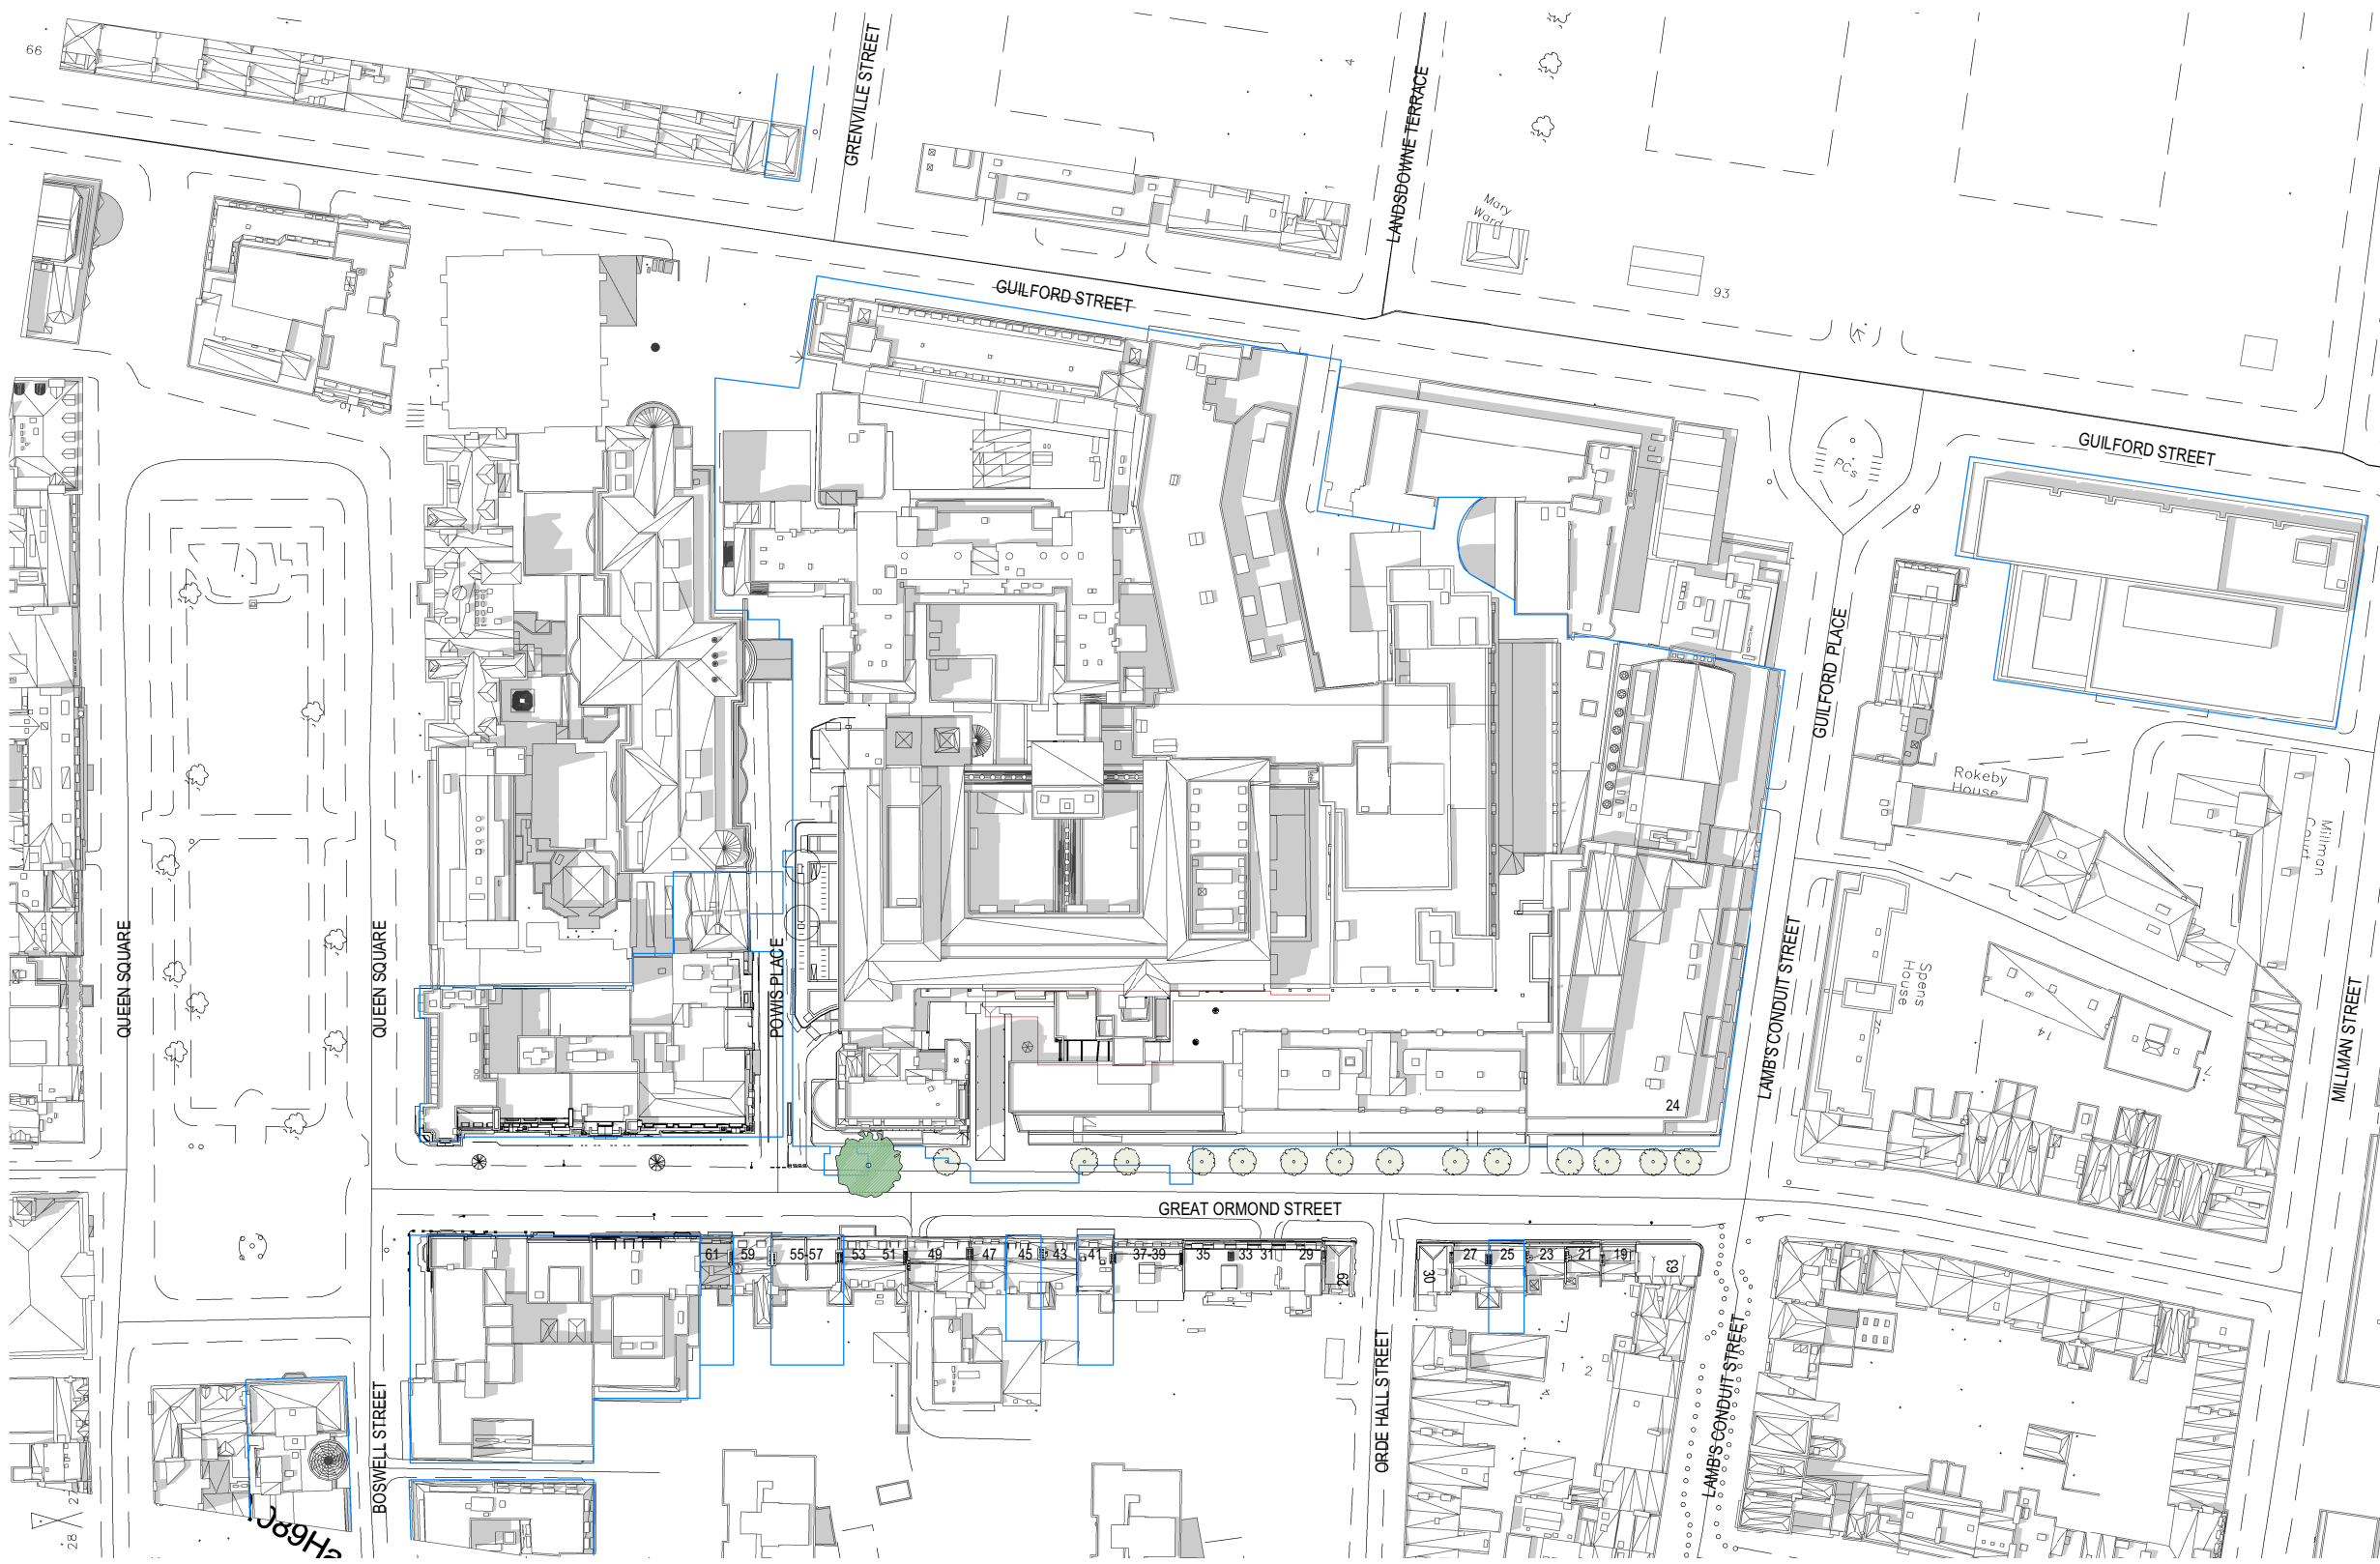 66
GRENVILLE STREET
4
LANDSDOWNE TERRACE
1
Mary
Ward
93
GUILFORD STREET
PCs
GUILFORD STREET
8
GUILFORD PLACE
Rokeby
House
Millman
Court
QUEEN SQUARE
QUEEN SQUARE
POWIS PLACE
LAMB'S CONDUIT STREET
Spens
House
14
7
MILLMAN STREET
24
GREAT ORMOND STREET
61
59
55-57
53
51
49
47
45
43
41
37-39
35
33
31
29
29
30
27
25
23
21
19
63
BOSWELL STREET
ORDE HALL STREET
1
2
LAMB'S CONDUIT STREET
28